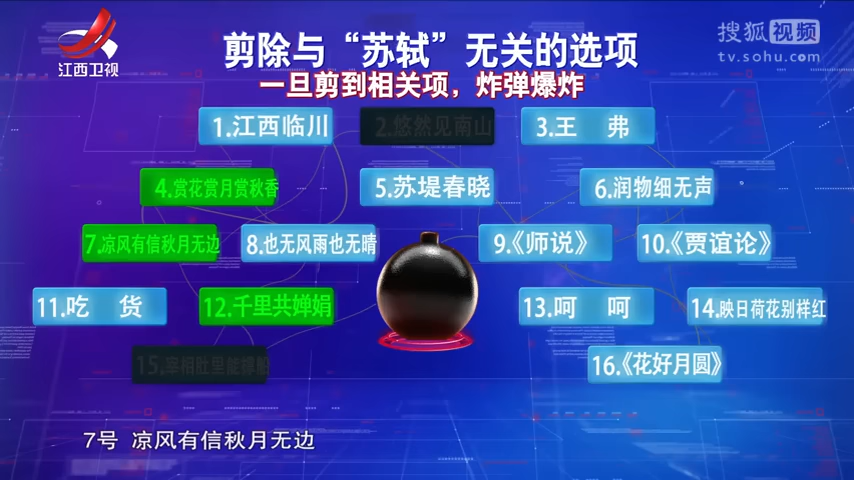 江西卫视
搜狐视频
tv.sohu.com
剪除与“苏轼”无关的选项
一旦剪到相关项，炸弹爆炸
1.江西临川
2.悠然见南山
3.王 弗
4.赏花赏月赏秋香
5.苏堤春晓
6.润物细无声
7.凉风有信秋月无边
8.也无风雨也无晴
9.《师说》
10.《贾谊论》
11.吃 货
12.千里共婵娟
13.呵 呵
14.映日荷花别样红
15.宰相肚里能撑船
16.《花好月圆》
7号 凉风有信秋月无边